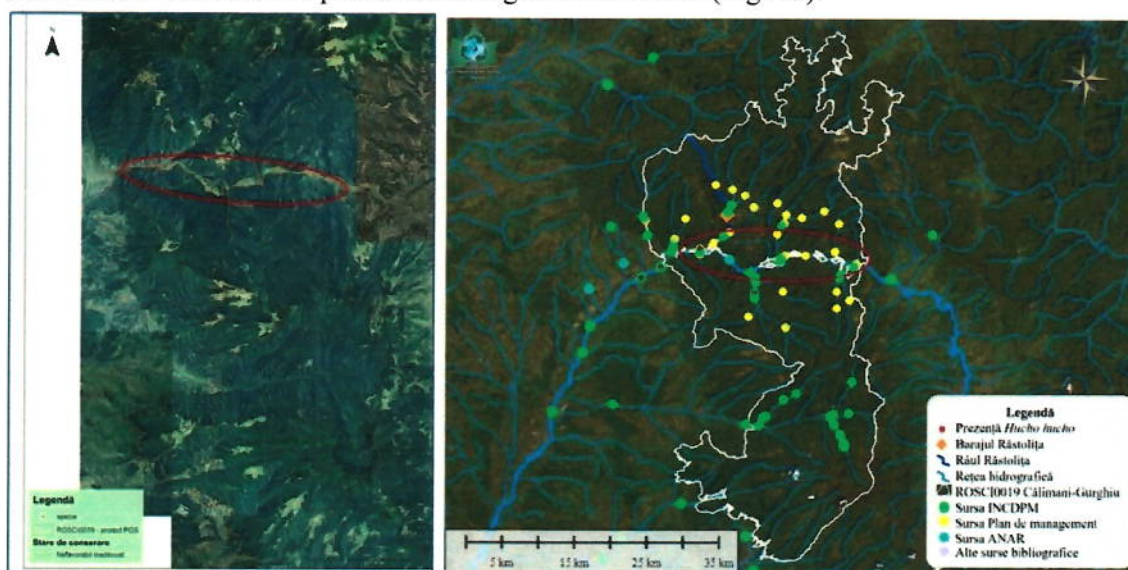 Legendă
specie
ROSCI0019 - proiect POS
Stare de conservare
Nefavorabil inadecvat
5 km
15 km
25 km
35 km
Legendă
Prezență Hucho hucho
Barajul Răstolița
Râul Răstolița
Rețea hidrografică
ROSCI0019 Călimani-Gurghiu
Sursa INCDPM
Sursa Plan de management
Sursa ANAR
Alte surse bibliografice